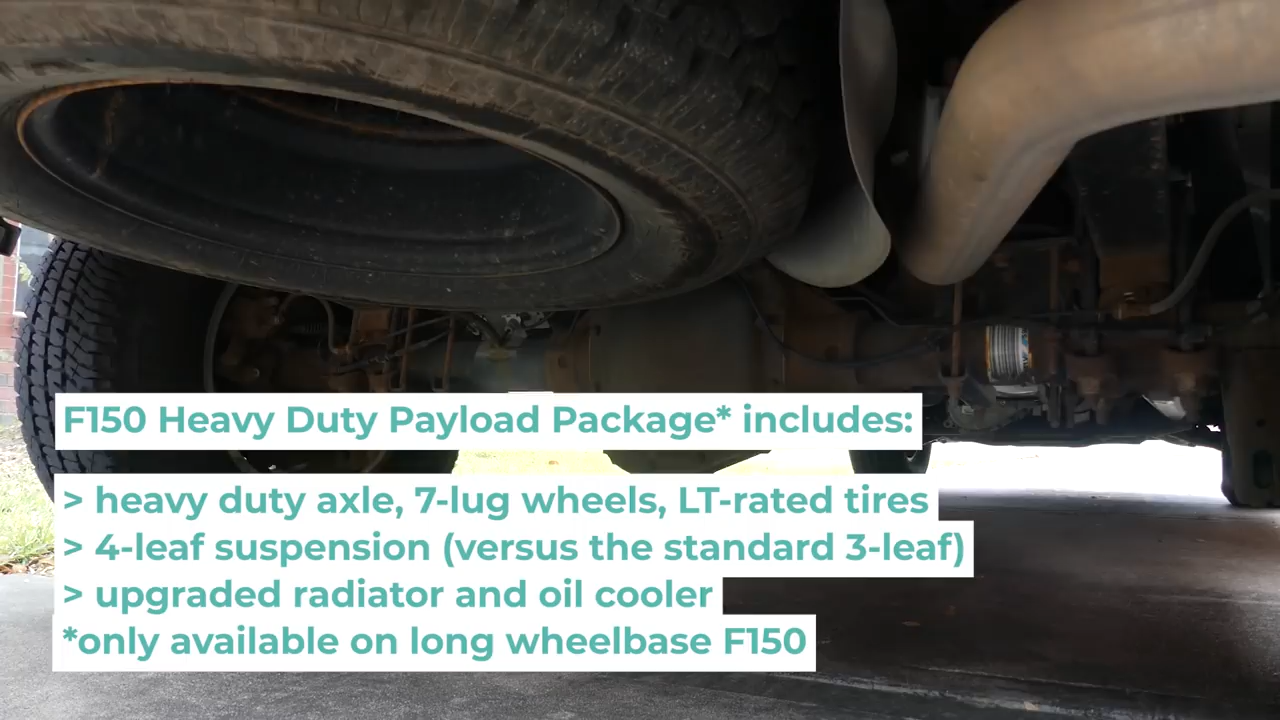 F150 Heavy Duty Payload Package* includes:
> heavy duty axle, 7-lug wheels, LT-rated tires
> 4-leaf suspension (versus the standard 3-leaf)
> upgraded radiator and oil cooler
*only available on long wheelbase F150